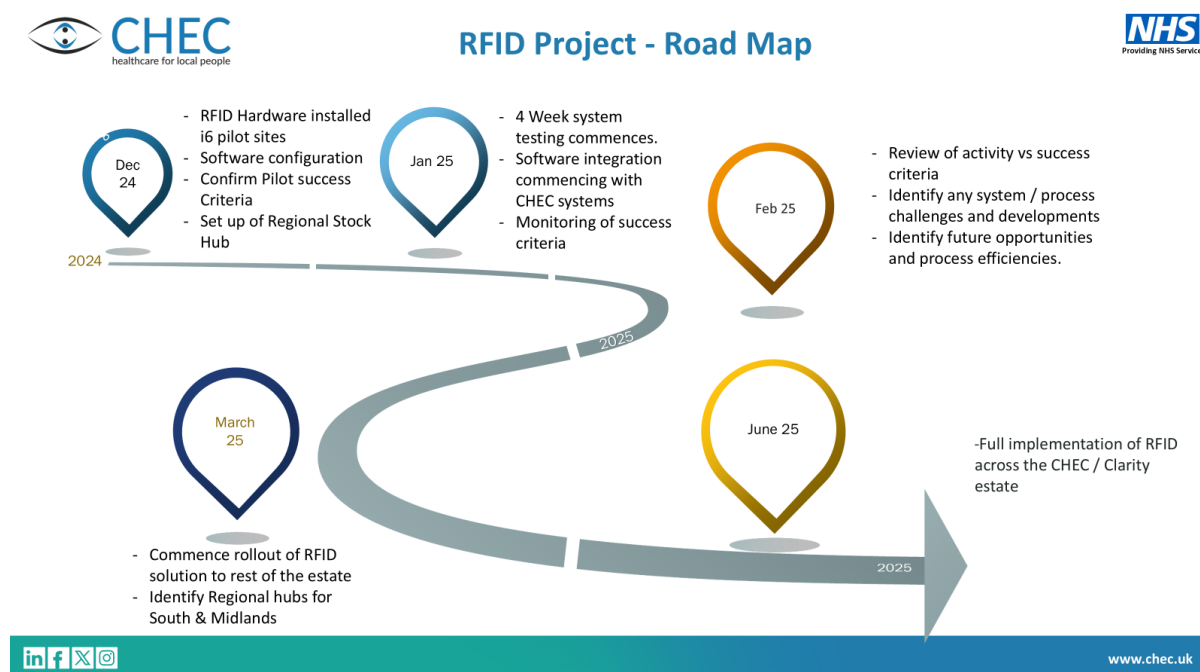 CHEC
healthcare for local people
RFID Project - Road Map
NHS
Providing NHS Service
Dec
24
- RFID Hardware installed
i6 pilot sites
- Software configuration
- Confirm Pilot success
Criteria
- Set up of Regional Stock
Hub
Jan 25
- 4 Week system
testing commences.
- Software integration
commencing with
CHEC systems
- Monitoring of success
criteria
Feb 25
- Review of activity vs success
criteria
- Identify any system / process
challenges and developments
- Identify future opportunities
and process efficiencies.
2024
2025
March
25
- Commence rollout of RFID
solution to rest of the estate
- Identify Regional hubs for
South & Midlands
June 25
-Full implementation of RFID
across the CHEC / Clarity
estate
2025
in f X
www.chec.uk